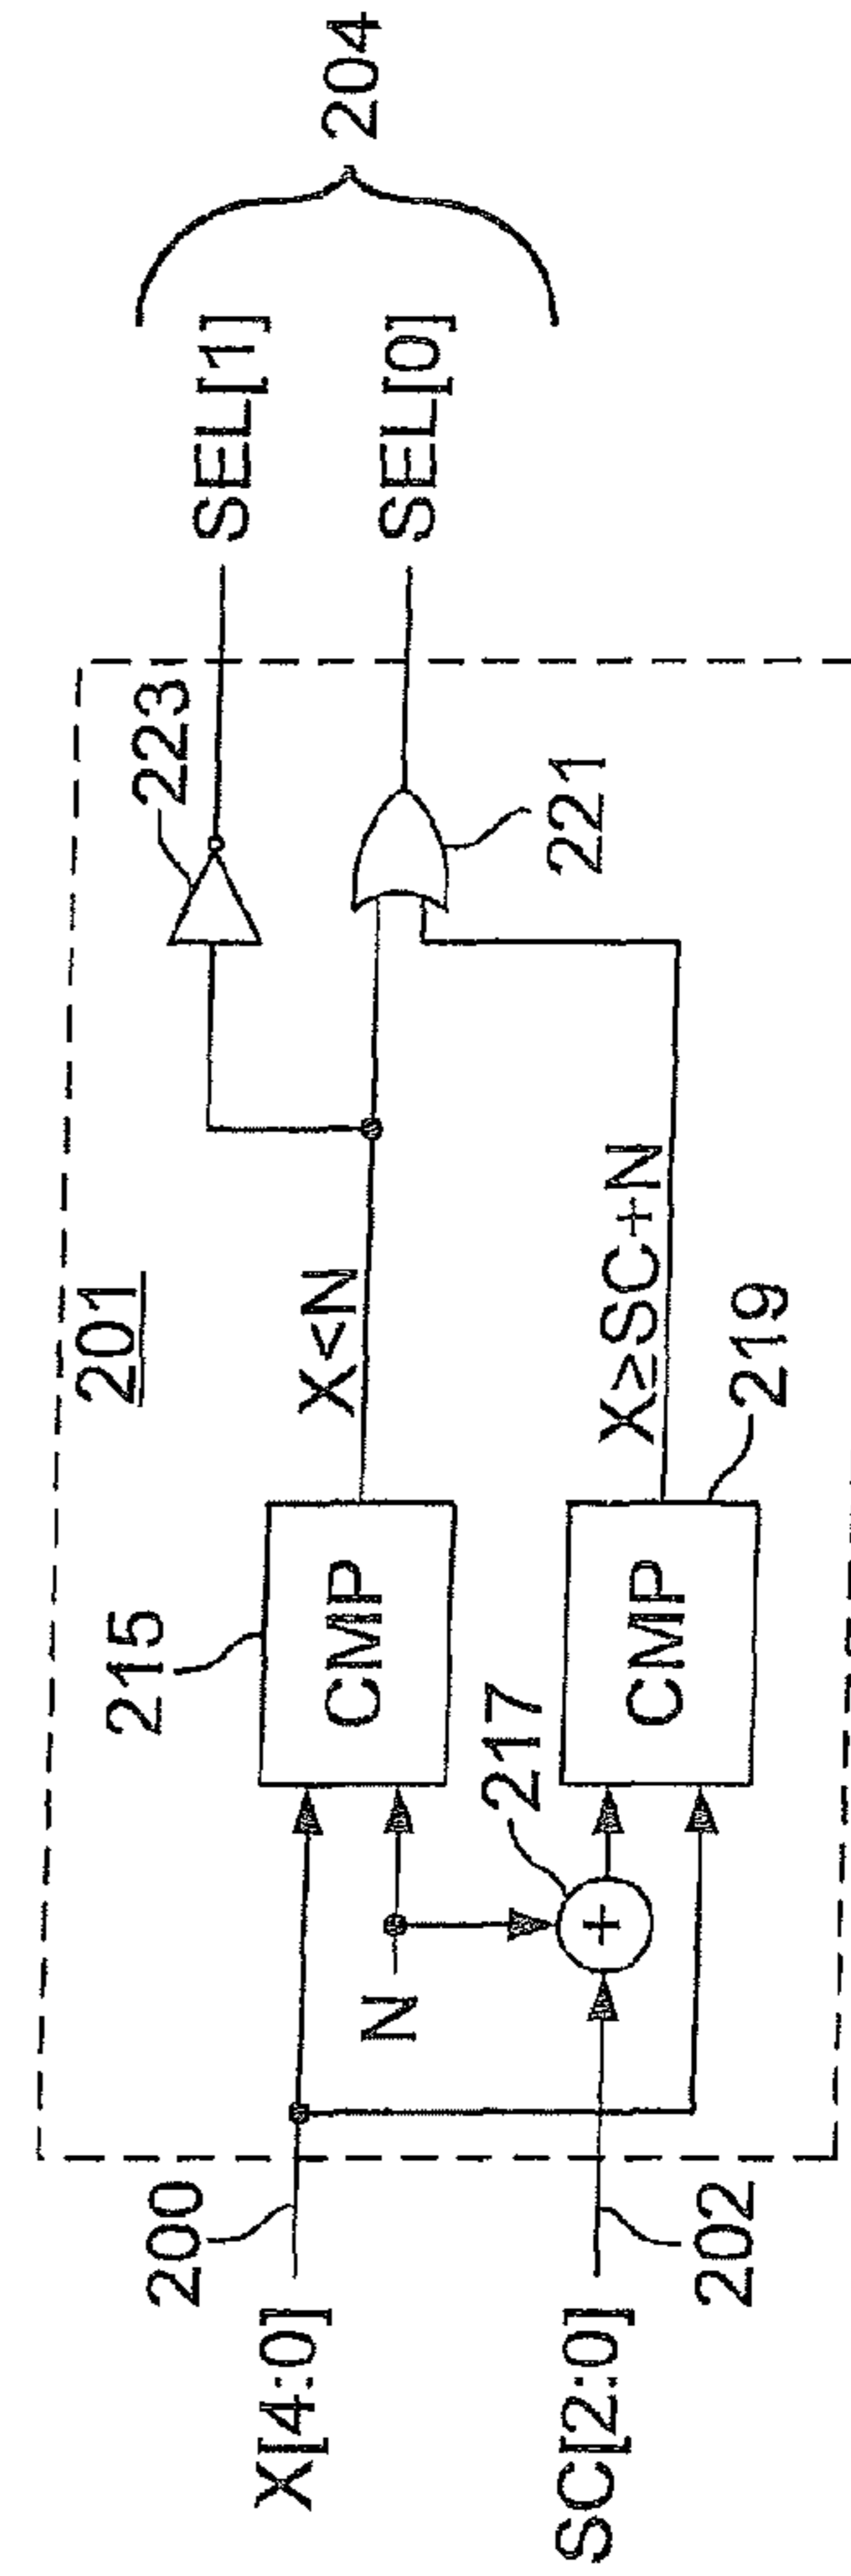 201
X[4:0]
200
215
CMP
X<N
223
SEL[1]
204
N
217
SC[2:0]
202
CMP
219
X≥SC+N
221
SEL[0]
+